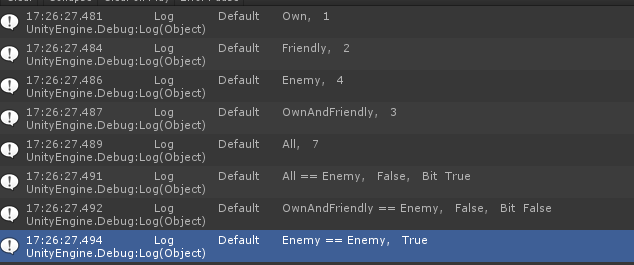 17:26:27.481 Log Default Own, 1
UnityEngine.Debug:Log(Object)
17:26:27.484 Log Default Friendly, 2
UnityEngine.Debug:Log(Object)
17:26:27.486 Log Default Enemy, 4
UnityEngine.Debug:Log(Object)
17:26:27.487 Log Default OwnAndFriendly, 3
UnityEngine.Debug:Log(Object)
17:26:27.489 Log Default All, 7
UnityEngine.Debug:Log(Object)
17:26:27.491 Log Default All == Enemy, False, Bit True
UnityEngine.Debug:Log(Object)
17:26:27.492 Log Default OwnAndFriendly == Enemy, False, Bit False
UnityEngine.Debug:Log(Object)
17:26:27.494 Log Default Enemy == Enemy, True
UnityEngine.Debug:Log(Object)